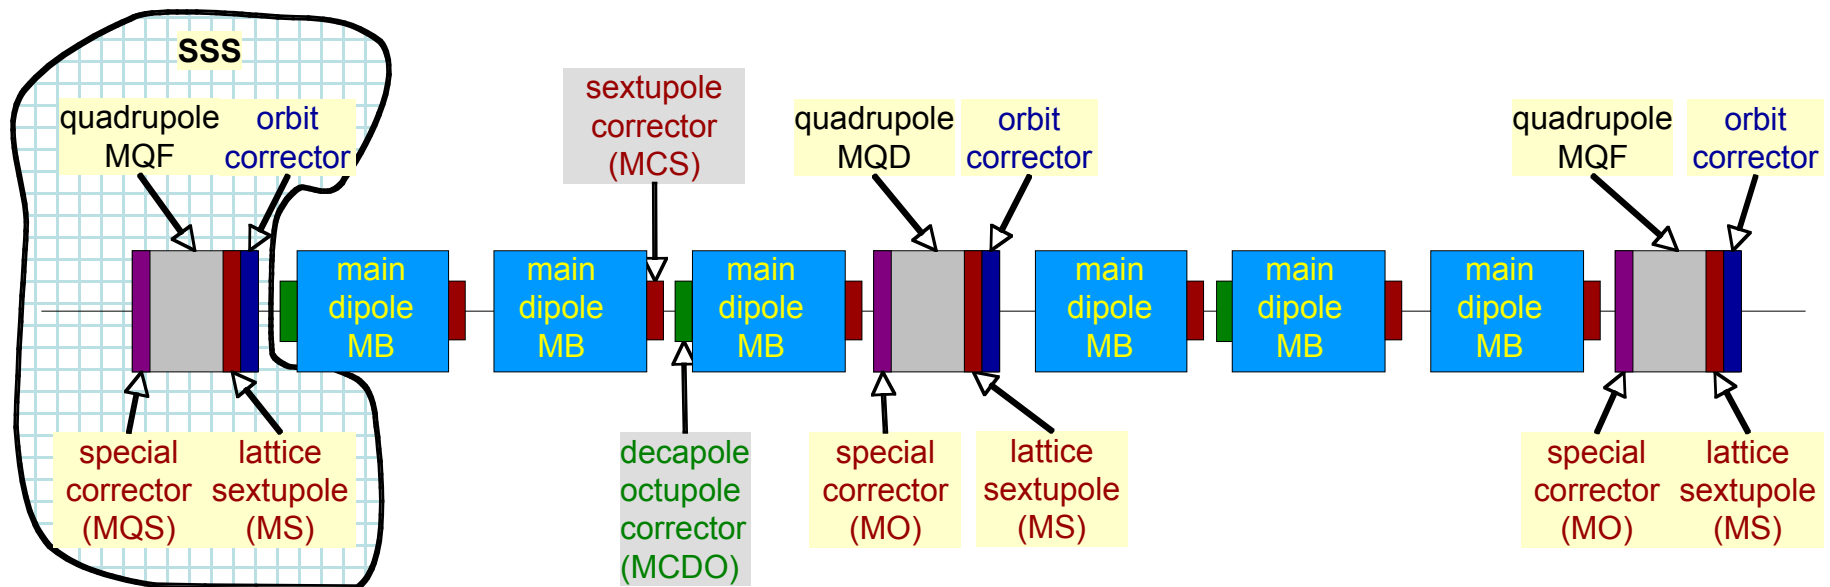 SSS
quadrupole
MQF
orbit
corrector
sextupole
corrector
(MCS)
quadrupole
MQD
orbit
corrector
quadrupole
MQF
orbit
corrector
main
dipole
MB
main
dipole
MB
main
dipole
MB
main
dipole
MB
main
dipole
MB
main
dipole
MB
special
corrector
(MQS)
lattice
sextupole
(MS)
decapole
octupole
corrector
(MCDO)
special
corrector
(MO)
lattice
sextupole
(MS)
special
corrector
(MO)
lattice
sextupole
(MS)